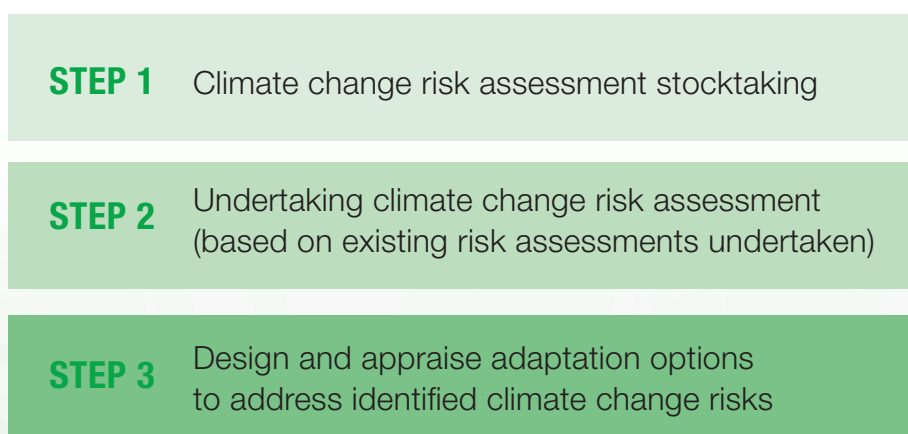 STEP 1 Climate change risk assessment stocktaking
STEP 2 Undertaking climate change risk assessment
(based on existing risk assessments undertaken)
STEP 3 Design and appraise adaptation options
to address identified climate change risks